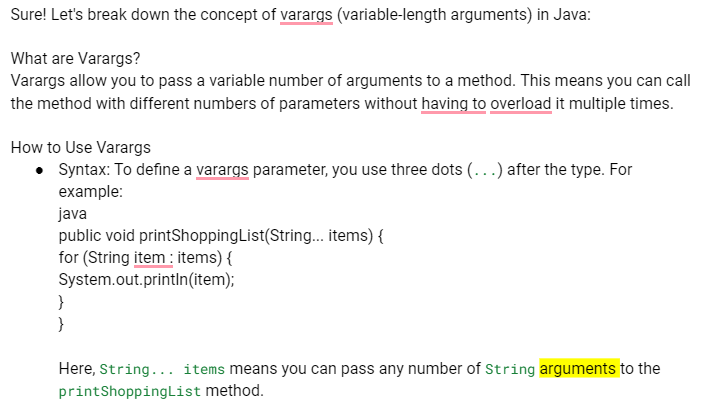 Sure! Let's break down the concept of varargs (variable-length arguments) in Java:
What are Varargs?
Varargs allow you to pass a variable number of arguments to a method. This means you can call
the method with different numbers of parameters without having to overload it multiple times.
How to Use Varargs
● Syntax: To define a varargs parameter, you use three dots (...) after the type. For
example:
java
public void printShoppingList(String... items) {
for (String item : items) {
System.out.println(item);
}
}
Here, String... items means you can pass any number of String arguments to the
printShoppingList method.